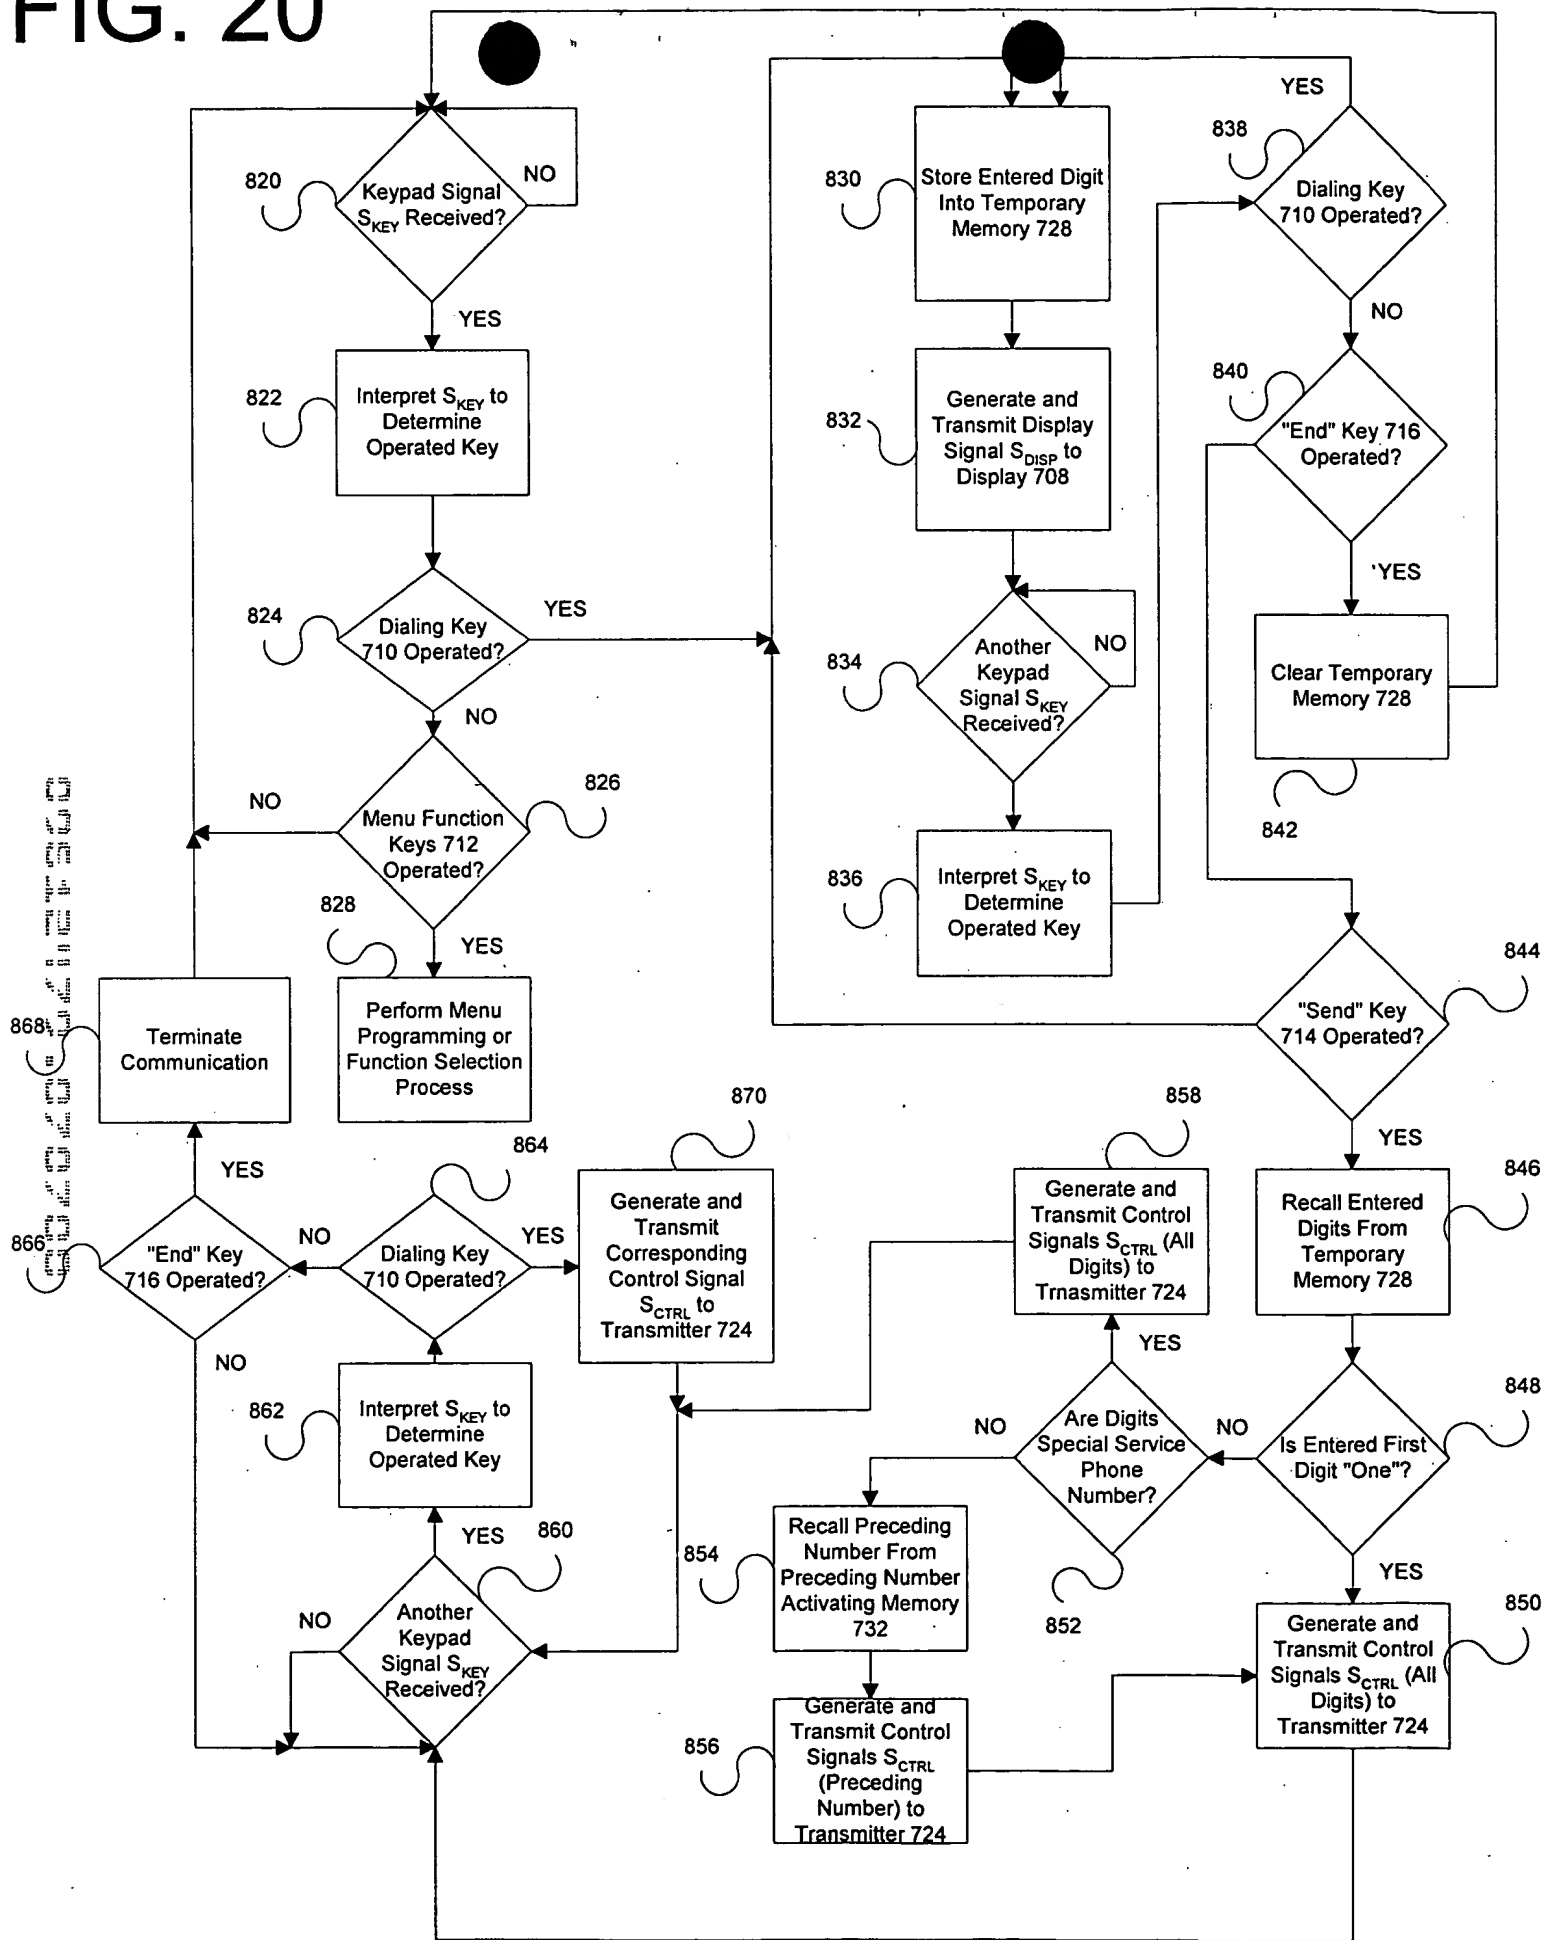 FIG. 20
820
Keypad Signal
SKEY Received?
NO
YES
822
Interpret SKEY to
Determine
Operated Key
824
Dialing Key
710 Operated?
YES
NO
826
Menu Function
Keys 712
Operated?
NO
YES
828
Perform Menu
Programming or
Function Selection
Process
830
Store Entered Digit
Into Temporary
Memory 728
832
Generate and
Transmit Display
Signal SDISP to
Display 708
834
Another
Keypad
Signal SKEY
Received?
NO
836
Interpret SKEY to
Determine
Operated Key
YES
838
Dialing Key
710 Operated?
NO
840
"End" Key 716
Operated?
YES
Clear Temporary
Memory 728
842
844
"Send" Key
714 Operated?
YES
846
Recall Entered
Digits From
Temporary
Memory 728
848
Is Entered First
Digit "One"?
NO
YES
850
Generate and
Transmit Control
Signals SCTRL (All
Digits) to
Transmitter 724
858
Generate and
Transmit Control
Signals SCTRL (All
Digits) to
Trnasmitter 724
YES
Are Digits
Special Service
Phone
Number?
NO
852
854
Recall Preceding
Number From
Preceding Number
Activating Memory
732
856
Generate and
Transmit Control
Signals SCTRL
(Preceding
Number) to
Transmitter 724
870
Generate and
Transmit
Corresponding
Control Signal
SCTRL to
Transmitter 724
864
Dialing Key
710 Operated?
YES
NO
868
Terminate
Communication
YES
866
"End" Key
716 Operated?
NO
862
Interpret SKEY to
Determine
Operated Key
YES
860
Another
Keypad
Signal SKEY
Received?
NO